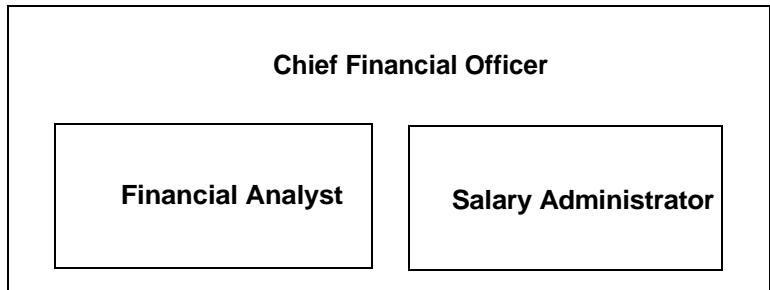 Chief Financial Officer
Financial Analyst
Salary Administrator